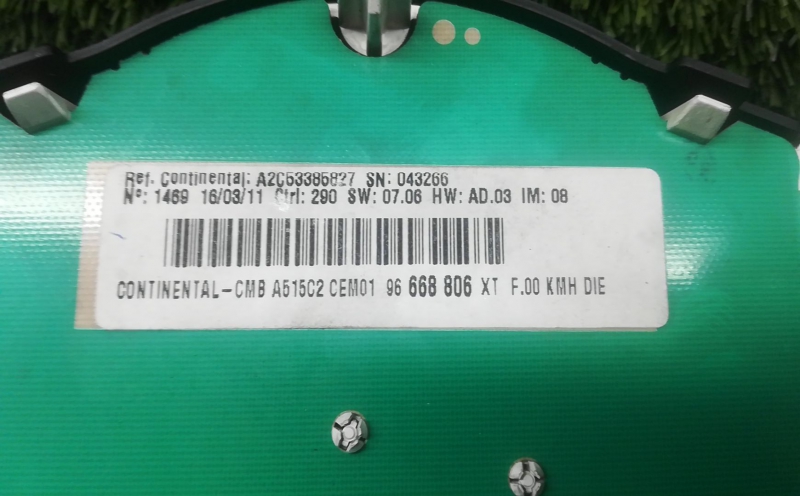 Ref. Continental: A2C53385827 SN: 043266
N°: 1469 16/03/11 Ctrl: 290 SW: 07.06 HW: AD.03 IM: 08
CONTINENTAL-CMB A515C2 CEM01 96 668 806 XT F.00 KMH DIE